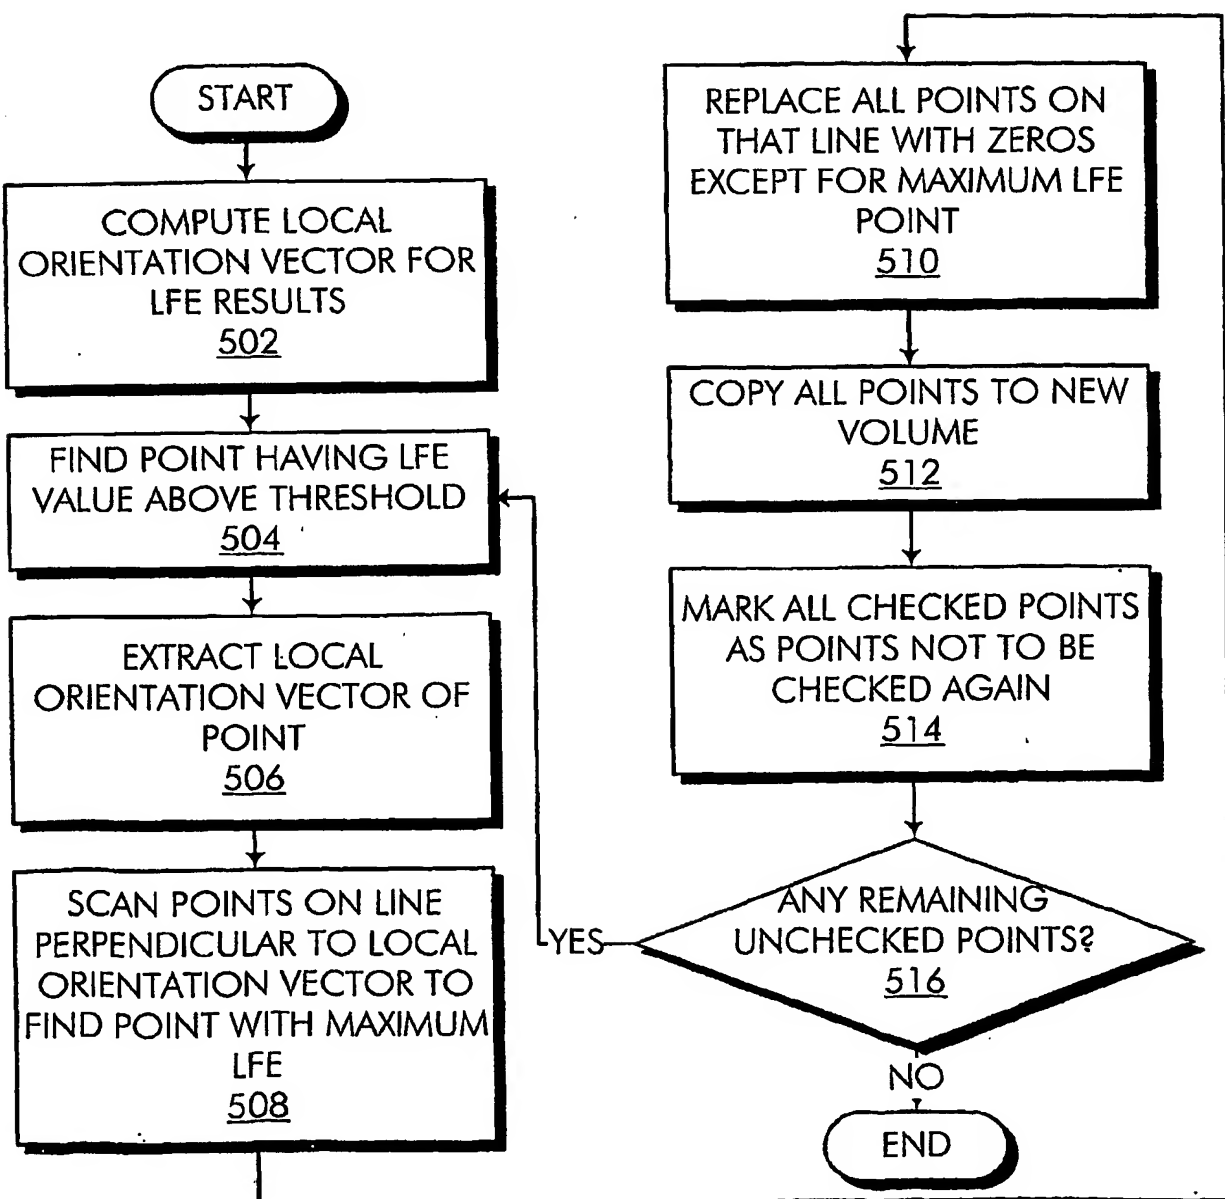 START
COMPUTE LOCAL
ORIENTATION VECTOR FOR
LFE RESULTS
502
FIND POINT HAVING LFE
VALUE ABOVE THRESHOLD
504
EXTRACT LOCAL
ORIENTATION VECTOR OF
POINT
506
SCAN POINTS ON LINE
PERPENDICULAR TO LOCAL
ORIENTATION VECTOR TO
FIND POINT WITH MAXIMUM
LFE
508
REPLACE ALL POINTS ON
THAT LINE WITH ZEROS
EXCEPT FOR MAXIMUM LFE
POINT
510
COPY ALL POINTS TO NEW
VOLUME
512
MARK ALL CHECKED POINTS
AS POINTS NOT TO BE
CHECKED AGAIN
514
ANY REMAINING
UNCHECKED POINTS?
516
YES
NO
END